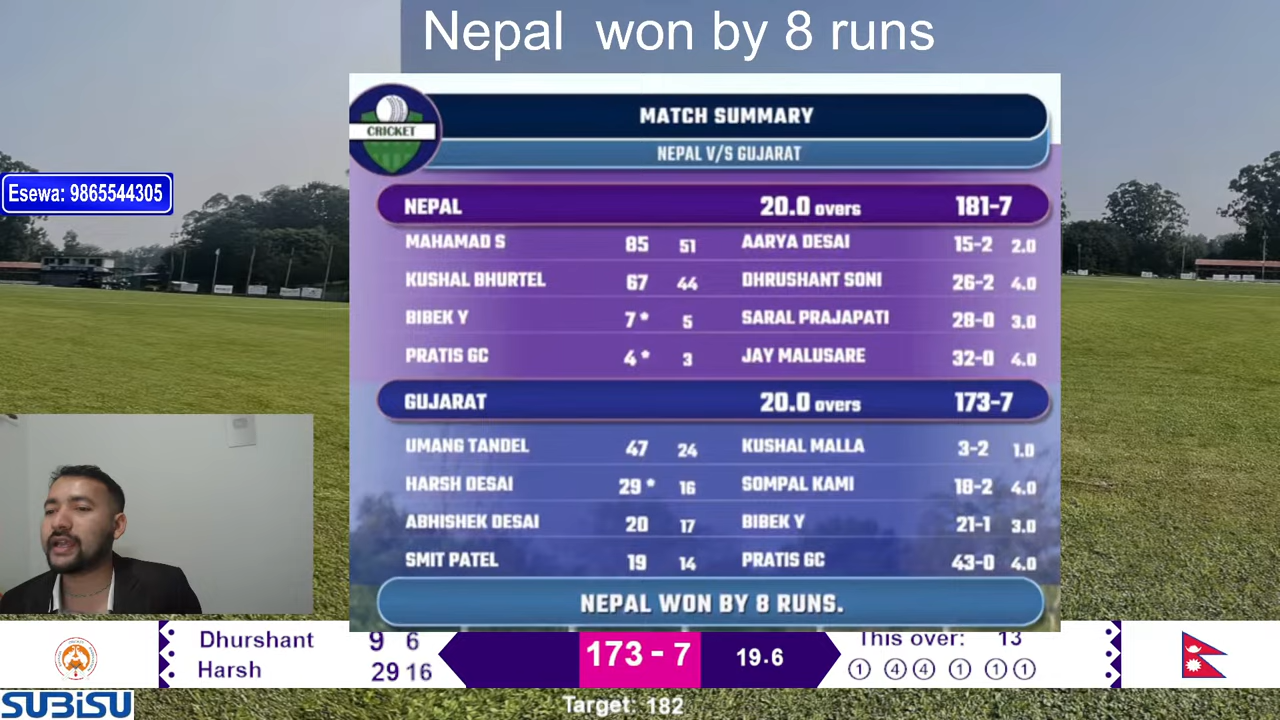 Nepal won by 8 runs
CRICKET
MATCH SUMMARY
NEPAL V/S GUJARAT
Esewa: 9865544305
NEPAL 20.0 overs 181-7
MAHAMAD S 85 51 AARYA DESAI 15-2 2.0
KUSHAL BHURTEL 67 44 DHRUSHANT SONI 26-2 4.0
BIBEK Y 7* 5 SARAL PRAJAPATI 28-0 3.0
PRATIS GC 4* 3 JAY MALUSARE 32-0 4.0
GUJARAT 20.0 overs 173-7
UMANG TANDEL 47 24 KUSHAL MALLA 3-2 1.0
HARSH DESAI 29* 16 SOMPAL KAMI 18-2 4.0
ABHISHEK DESAI 20 17 BIBEK Y 21-1 3.0
SMIT PATEL 19 14 PRATIS GC 43-0 4.0
NEPAL WON BY 8 RUNS.
Dhurshant 9 6 173 - 7 19.6 This over: 13
Harsh 29 16 1 4 4 1 1 1
SUBISU
Target: 182